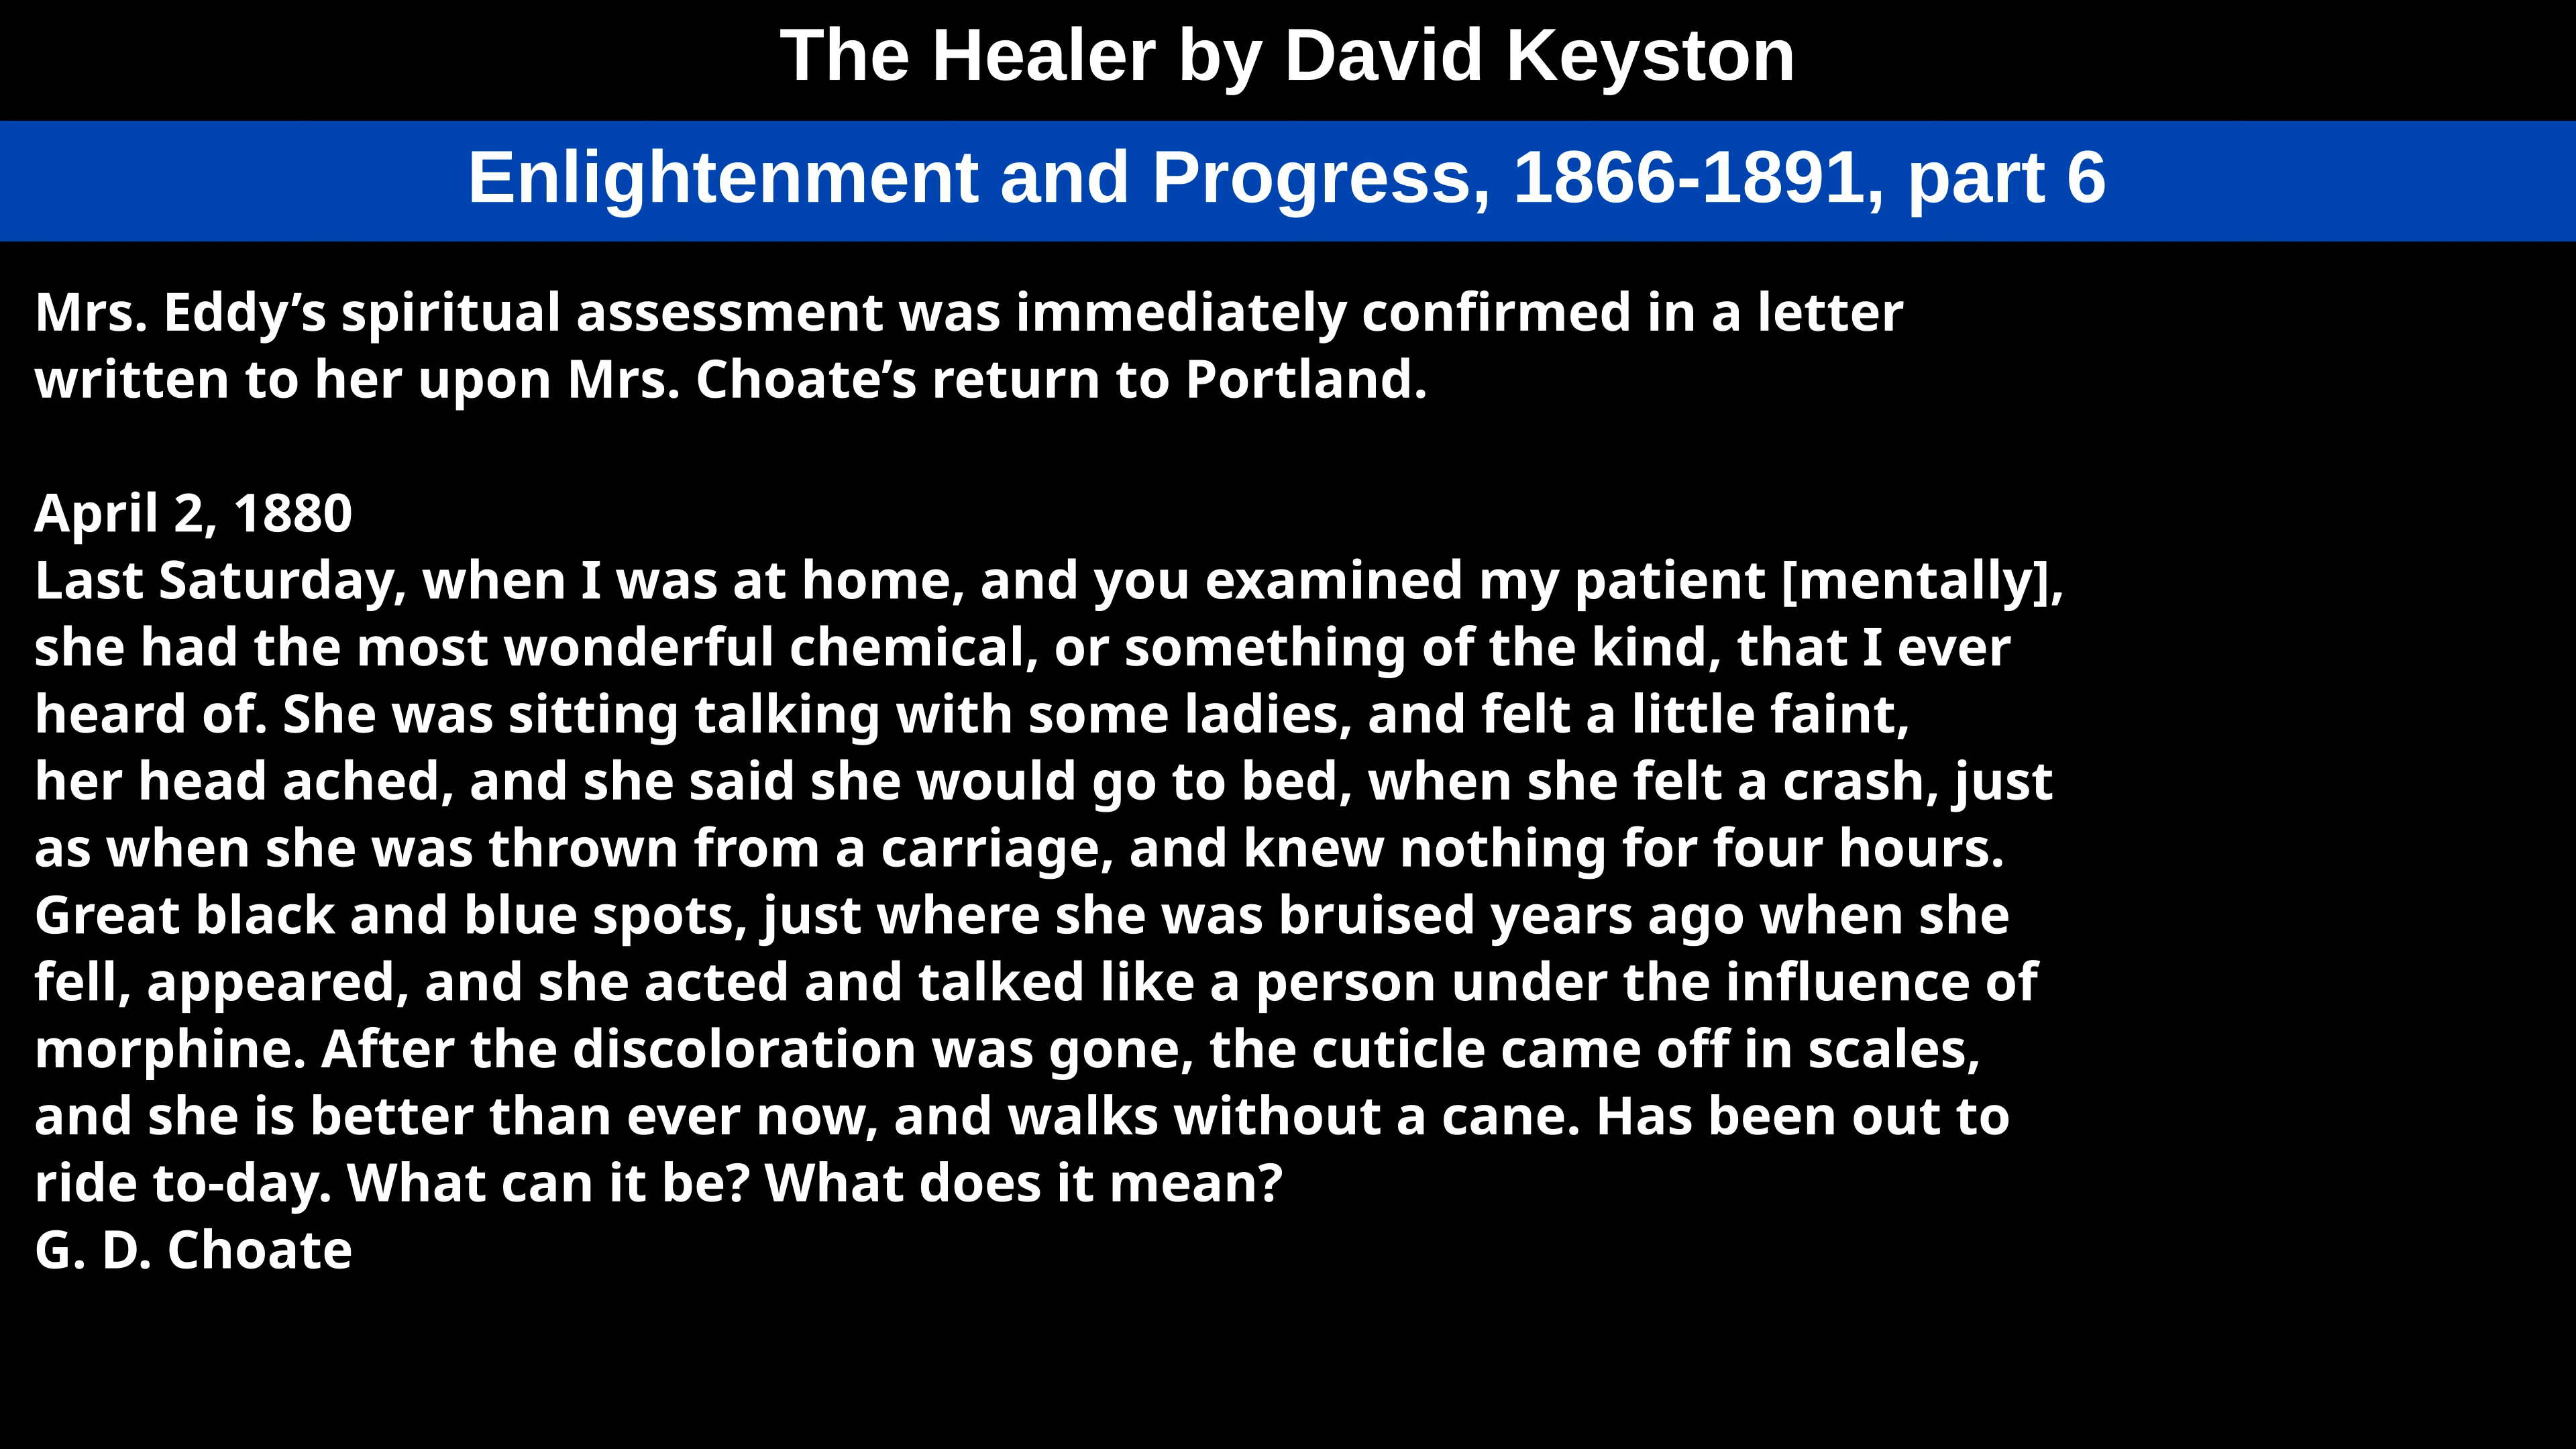 The Healer by David Keyston
Enlightenment and Progress, 1866-1891, part 6
Mrs. Eddy’s spiritual assessment was immediately confirmed in a letter
written to her upon Mrs. Choate’s return to Portland.
April 2, 1880
Last Saturday, when I was at home, and you examined my patient [mentally],
she had the most wonderful chemical, or something of the kind, that I ever
heard of. She was sitting talking with some ladies, and felt a little faint,
her head ached, and she said she would go to bed, when she felt a crash, just
as when she was thrown from a carriage, and knew nothing for four hours.
Great black and blue spots, just where she was bruised years ago when she
fell, appeared, and she acted and talked like a person under the influence of
morphine. After the discoloration was gone, the cuticle came off in scales,
and she is better than ever now, and walks without a cane. Has been out to
ride to-day. What can it be? What does it mean?
G. D. Choate